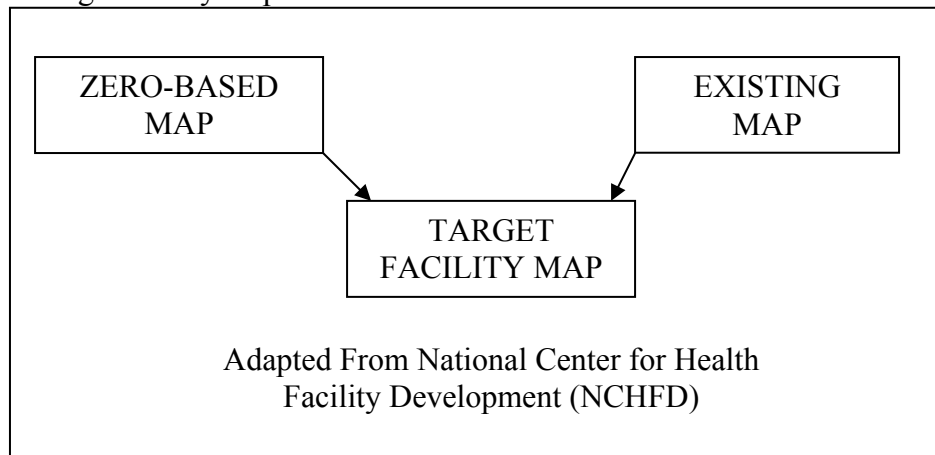 ZERO-BASED
MAP
EXISTING
MAP
TARGET
FACILITY MAP
Adapted From National Center for Health
Facility Development (NCHFD)